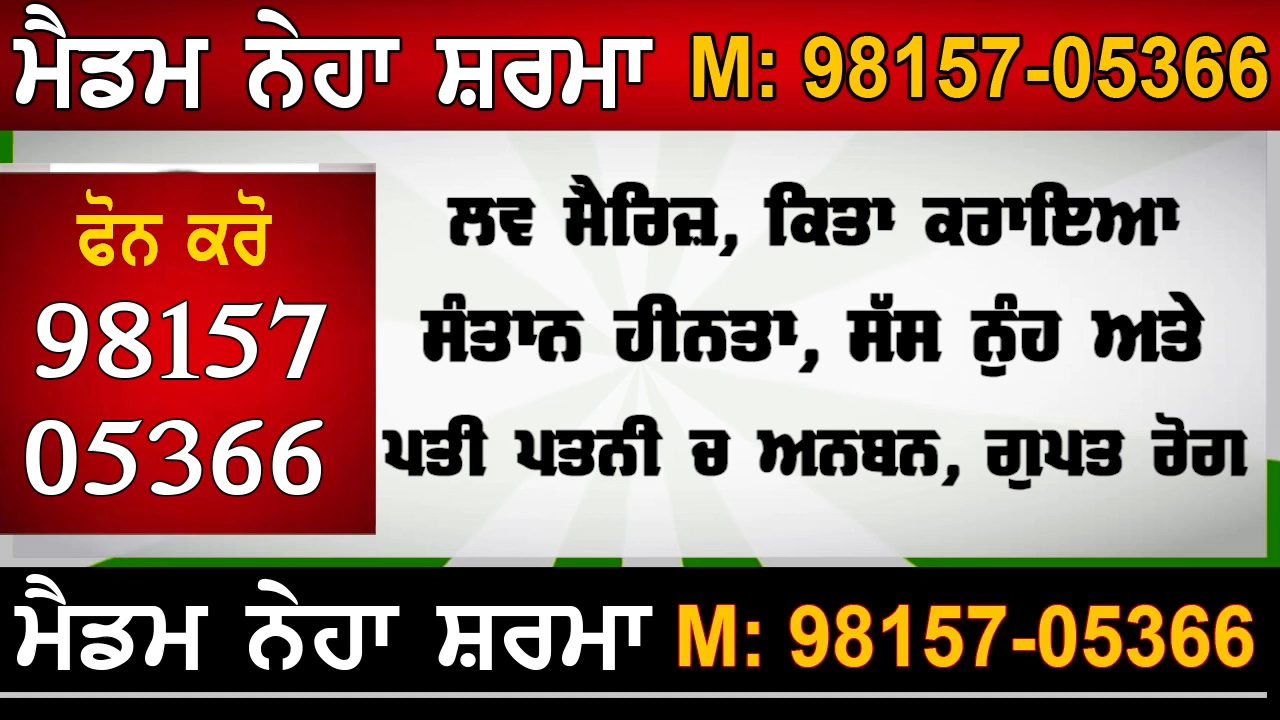 ਮੈਡਮ ਨੇਹਾ ਸ਼ਰਮਾ M: 98157-05366
ਫੋਨ ਕਰੋ
98157
05366
ਲਵ ਮੈਰਿਜ਼, ਕਿਤਾ ਕਰਾਇਆ
ਸੰਤਾਨ ਹੀਨਤਾ, ਸੱਸ ਨੂੰਹ ਅਤੇ
ਪਤੀ ਪਤਨੀ ਚ ਅਨਬਨ, ਗੁਪਤ ਰੋਗ
ਮੈਡਮ ਨੇਹਾ ਸ਼ਰਮਾ M: 98157-05366